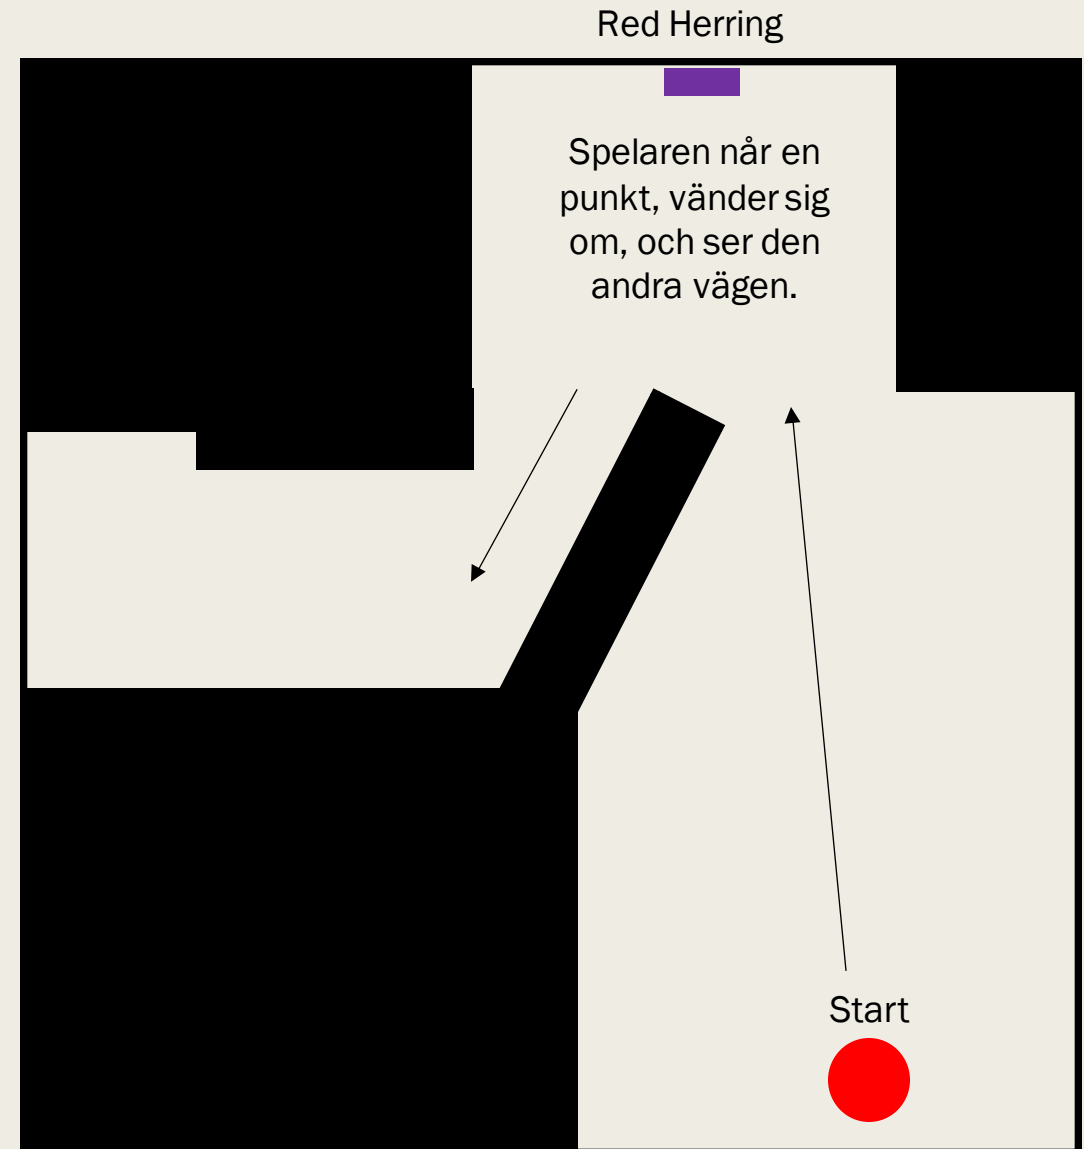 Red Herring
Spelaren når en
punkt, vänder sig
om, och ser den
andra vägen.
Start